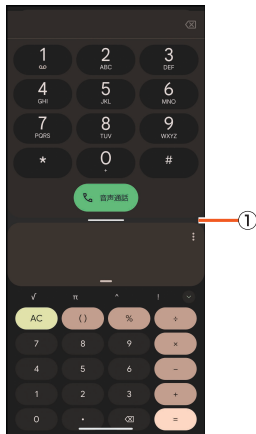 1 2 3
ABC DEF
4 5 6
GHI JKL MNO
7 8 9
PQRS TUV WXYZ
* 0 #
音声通話
①
√ π ^ !
AC ( ) % ÷
7 8 9 ×
4 5 6 −
1 2 3 +
0 · =